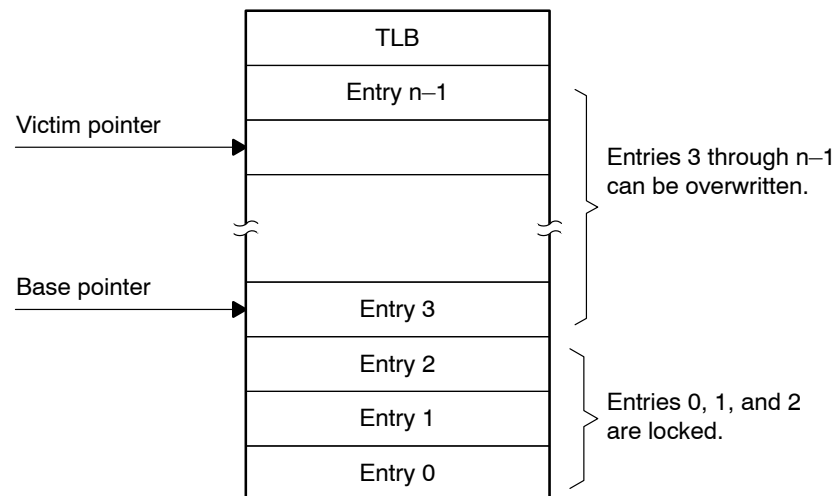 TLB
Entry n–1
Victim pointer
Entries 3 through n–1
can be overwritten.
Base pointer
Entry 3
Entry 2
Entries 0, 1, and 2
are locked.
Entry 1
Entry 0